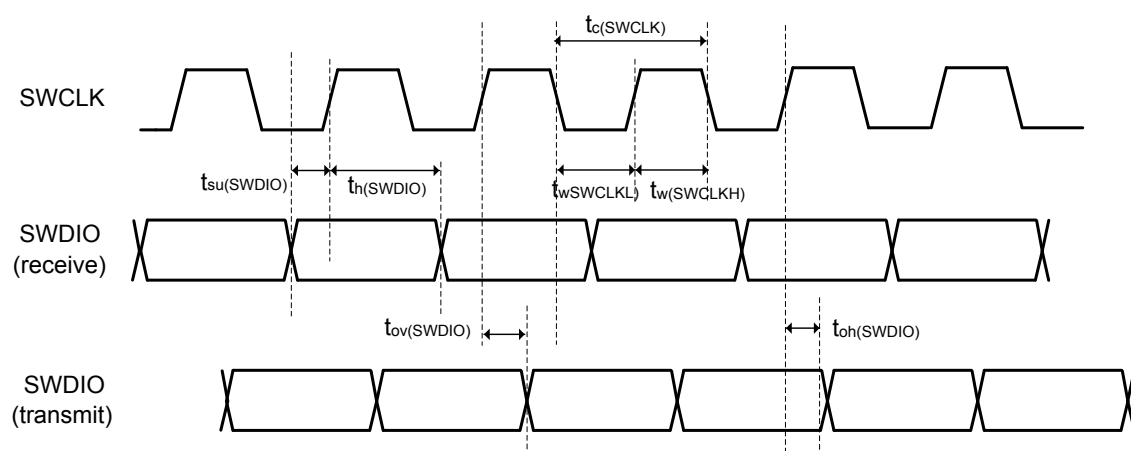 tc(SWCLK)
SWCLK
tsu(SWDIO)
th(SWDIO)
twSWCLKL)
tw(SWCLKH)
SWDIO
(receive)
tov(SWDIO)
toh(SWDIO)
SWDIO
(transmit)